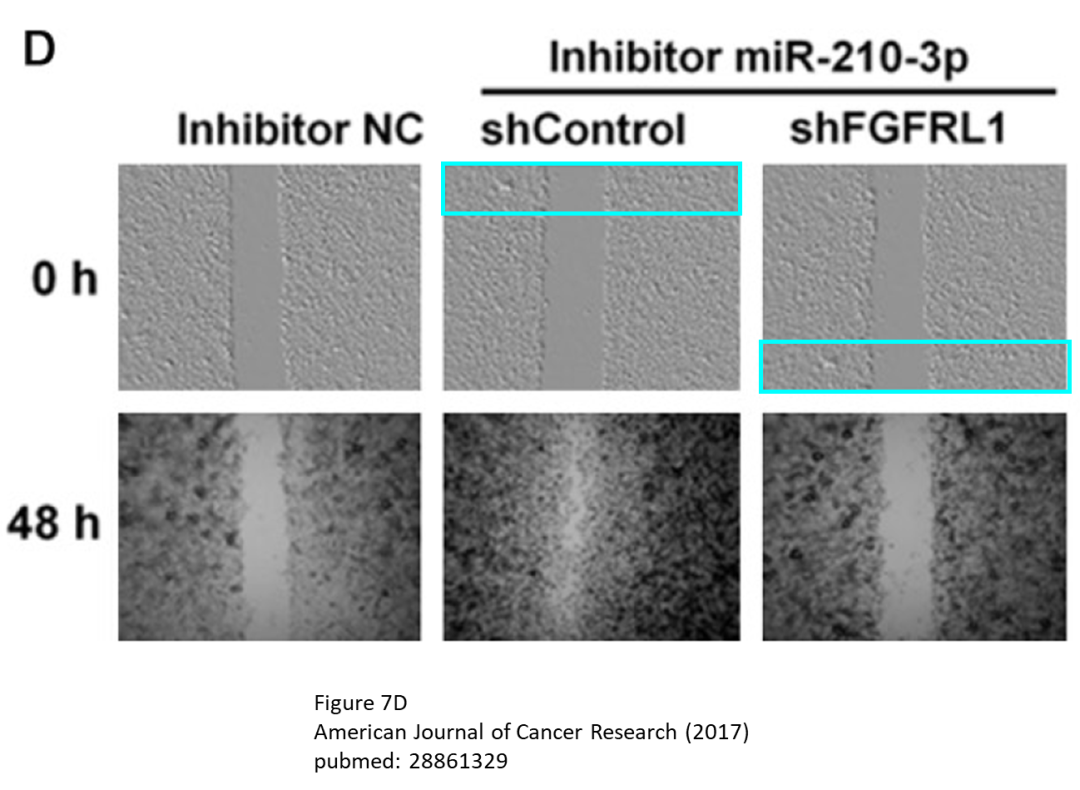 D
Inhibitor miR-210-3p
Inhibitor NC shControl shFGFRL1
0 h
48 h
Figure 7D
American Journal of Cancer Research (2017)
pubmed: 28861329